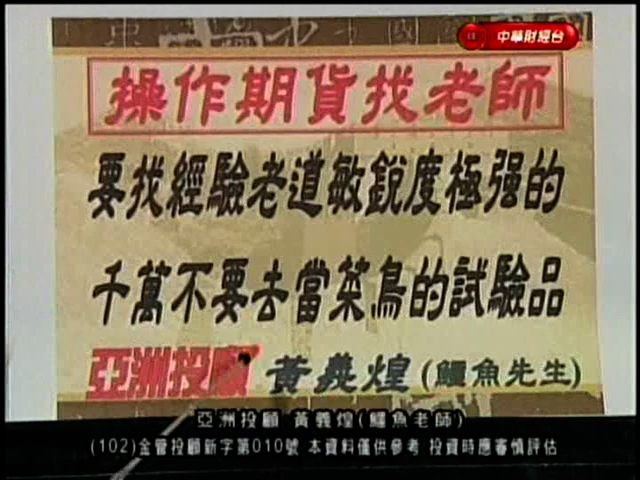 中華財經台
操作期貨找老師
要找經驗老道敏銳度極强的
千萬不要去當菜鳥的試驗品
亞洲投顧 黃義煌(鱷魚先生)
亞洲投顧 黃義煌(鱷魚老師)
(102)金管投顧新字第010號 本資料僅供參考 投資時應審慎評估